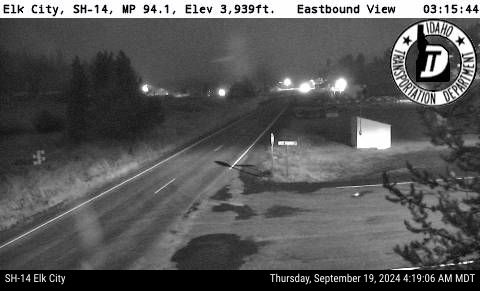 Elk City, SH-14, MP 94.1, Elev 3,939ft. Eastbound View 03:15:44
IDAHO
TRANSPORTATION DEPARTMENT
SH-14 Elk City Thursday, September 19, 2024 4:19:06 AM MDT